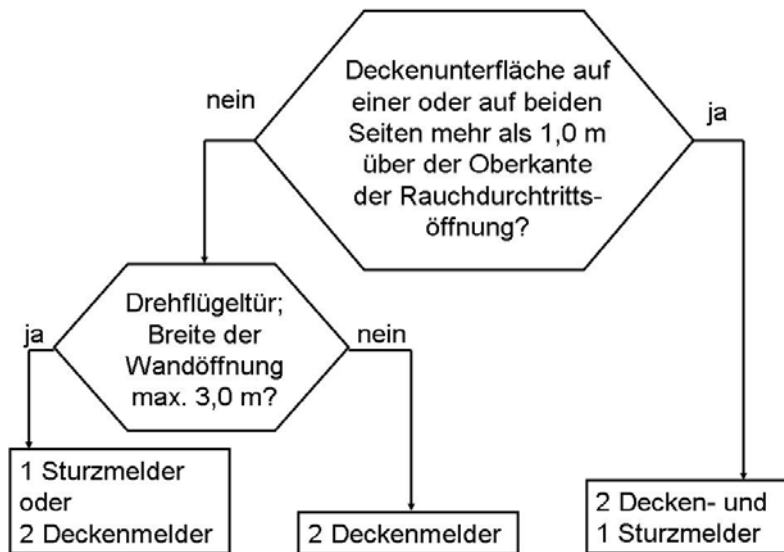 Deckenunterfläche auf
einer oder auf beiden
Seiten mehr als 1,0 m
über der Oberkante
der Rauchdurchtritts-
öffnung?
nein
ja
Drehflügeltür;
Breite der
Wandöffnung
max. 3,0 m?
ja
nein
1 Sturzmelder
oder
2 Deckenmelder
2 Deckenmelder
2 Decken- und
1 Sturzmelder